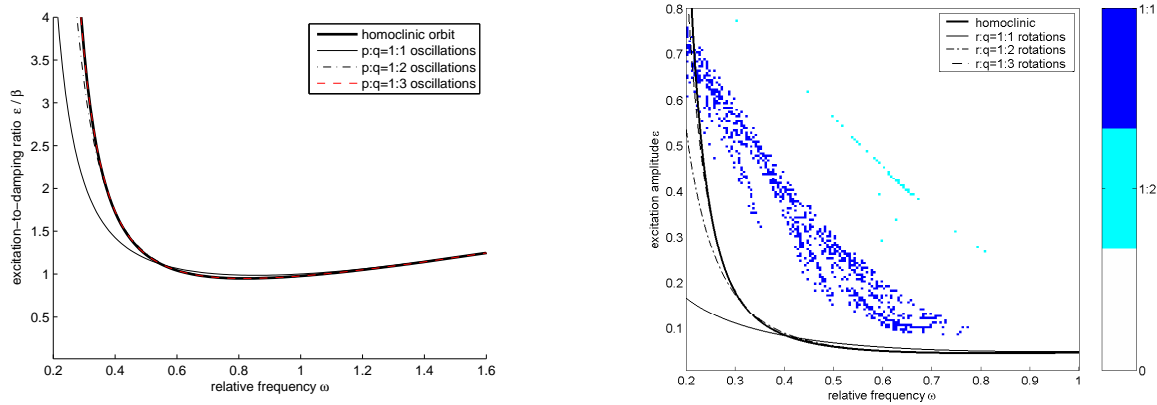 4
3.5
3
2.5
2
1.5
1
0.5
0.2 0.4 0.6 0.8 1 1.2 1.4 1.6
excitation-to-damping ratio ε / β
relative frequency ω
homoclinic orbit
p:q=1:1 oscillations
p:q=1:2 oscillations
p:q=1:3 oscillations
0.8
0.7
0.6
0.5
0.4
0.3
0.2
0.1
0.2 0.3 0.4 0.5 0.6 0.7 0.8 0.9 1
excitation amplitude ε
relative frequency ω
homoclinic
r:q=1:1 rotations
r:q=1:2 rotations
r:q=1:3 rotations
1:1
1:2
0